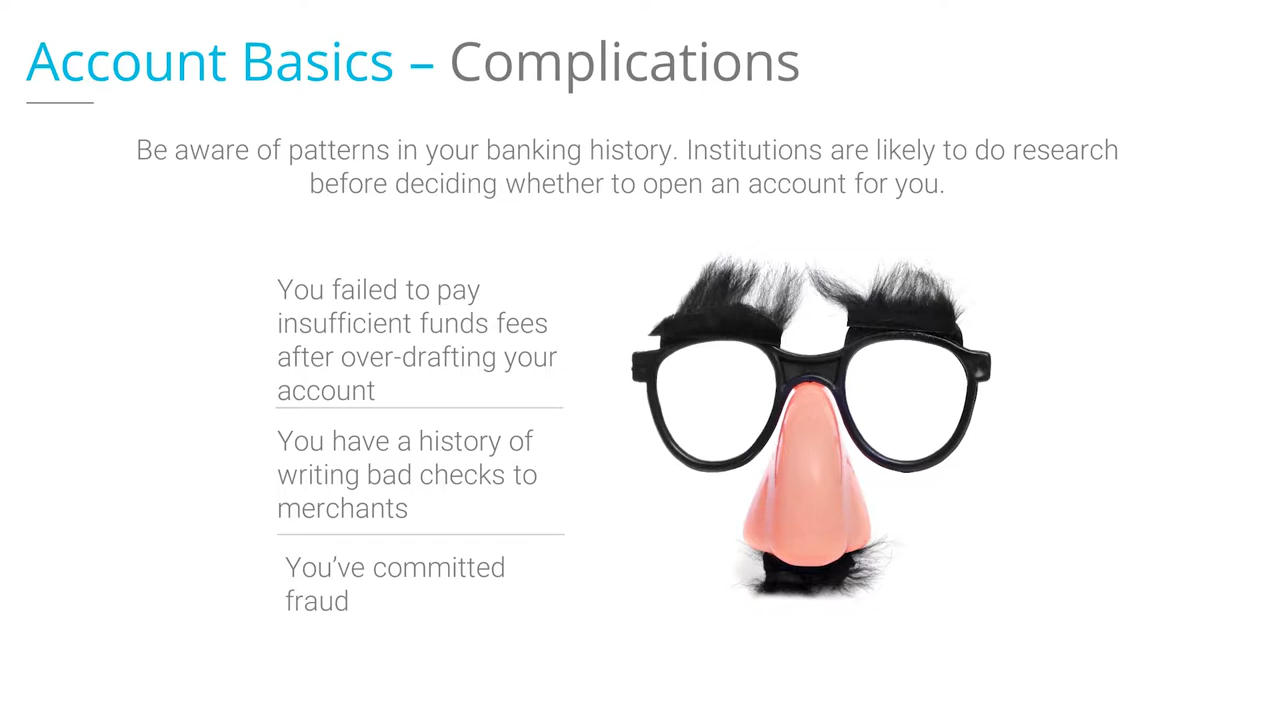 Account Basics – Complications
Be aware of patterns in your banking history. Institutions are likely to do research
before deciding whether to open an account for you.
You failed to pay
insufficient funds fees
after over-drafting your
account
You have a history of
writing bad checks to
merchants
You’ve committed
fraud